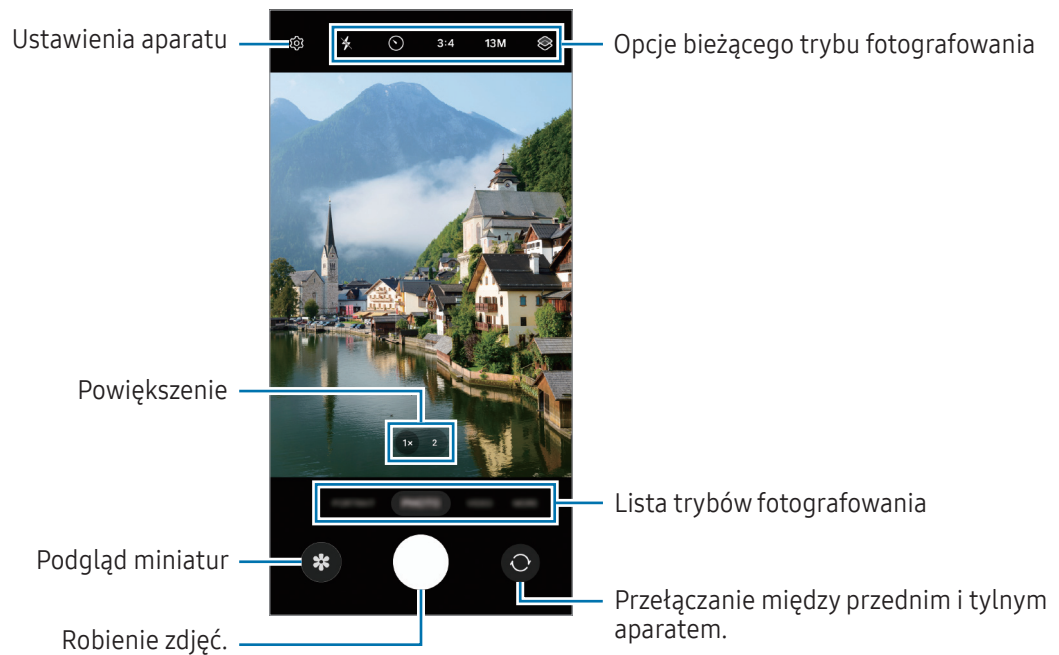 Ustawienia aparatu
3:4 13M
Opcje bieżącego trybu fotografowania
Powiększenie
1× 2
Lista trybów fotografowania
Podgląd miniatur
Przełączanie między przednim i tylnym
aparatem.
Robienie zdjęć.